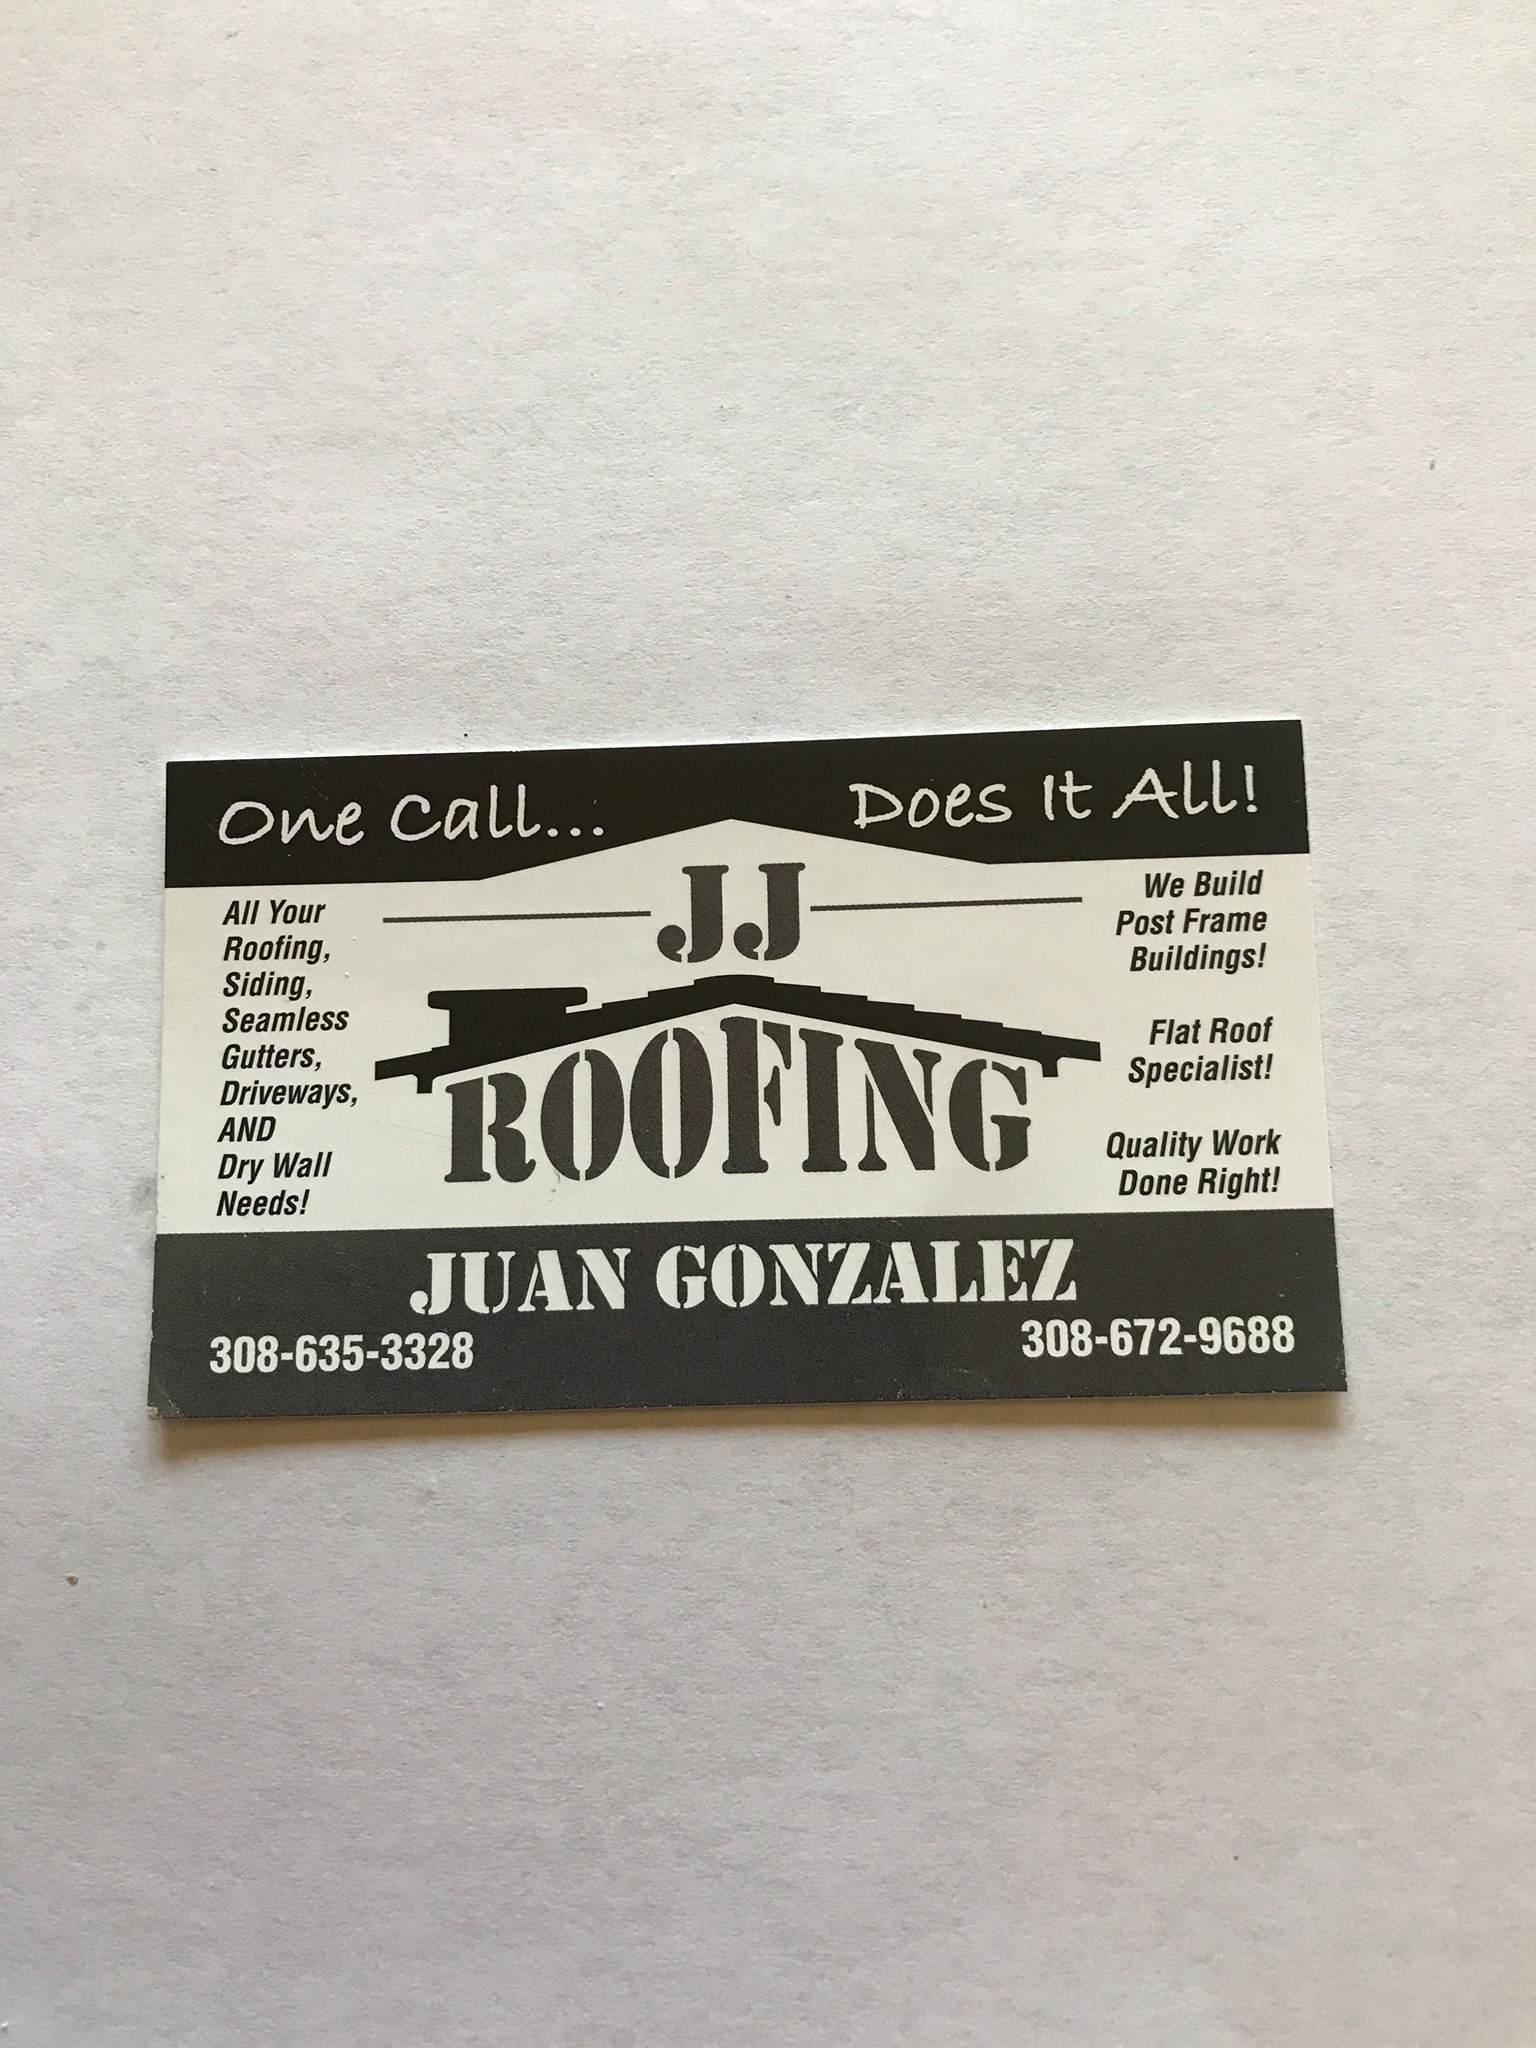 One Call... Does It All!
All Your
Roofing,
Siding,
Seamless
Gutters,
Driveways,
AND
Dry Wall
Needs!
JJ
ROOFING
We Build
Post Frame
Buildings!
Flat Roof
Specialist!
Quality Work
Done Right!
JUAN GONZALEZ
308-635-3328 308-672-9688